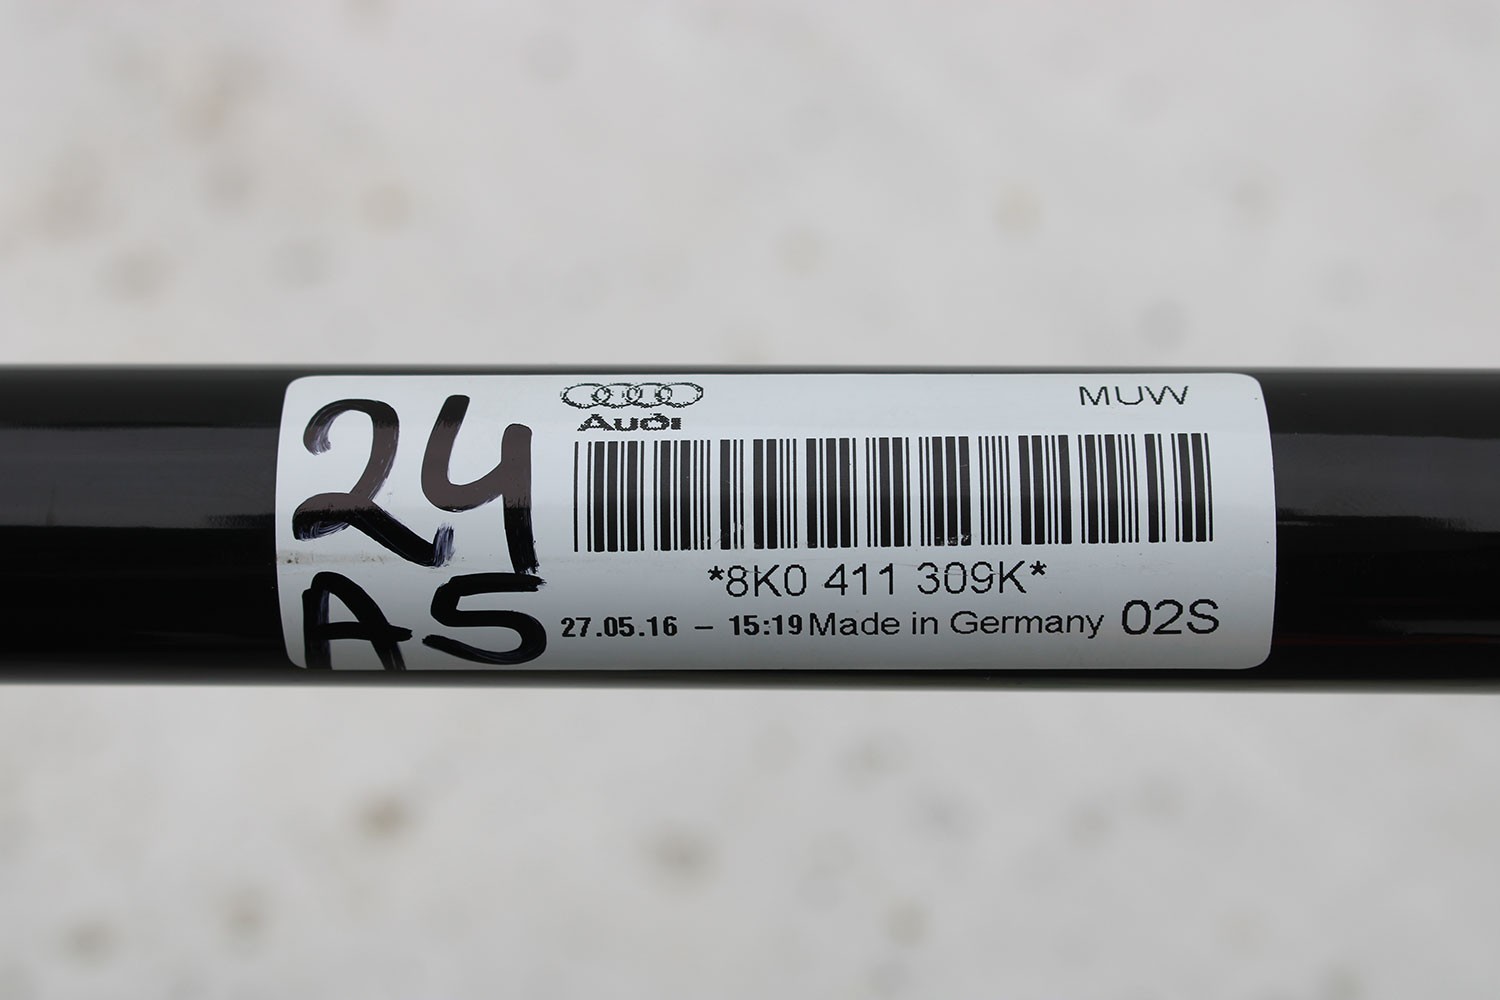 24
A5
Audi
MUW
*8K0 411 309K*
27.05.16 – 15:19 Made in Germany 02S